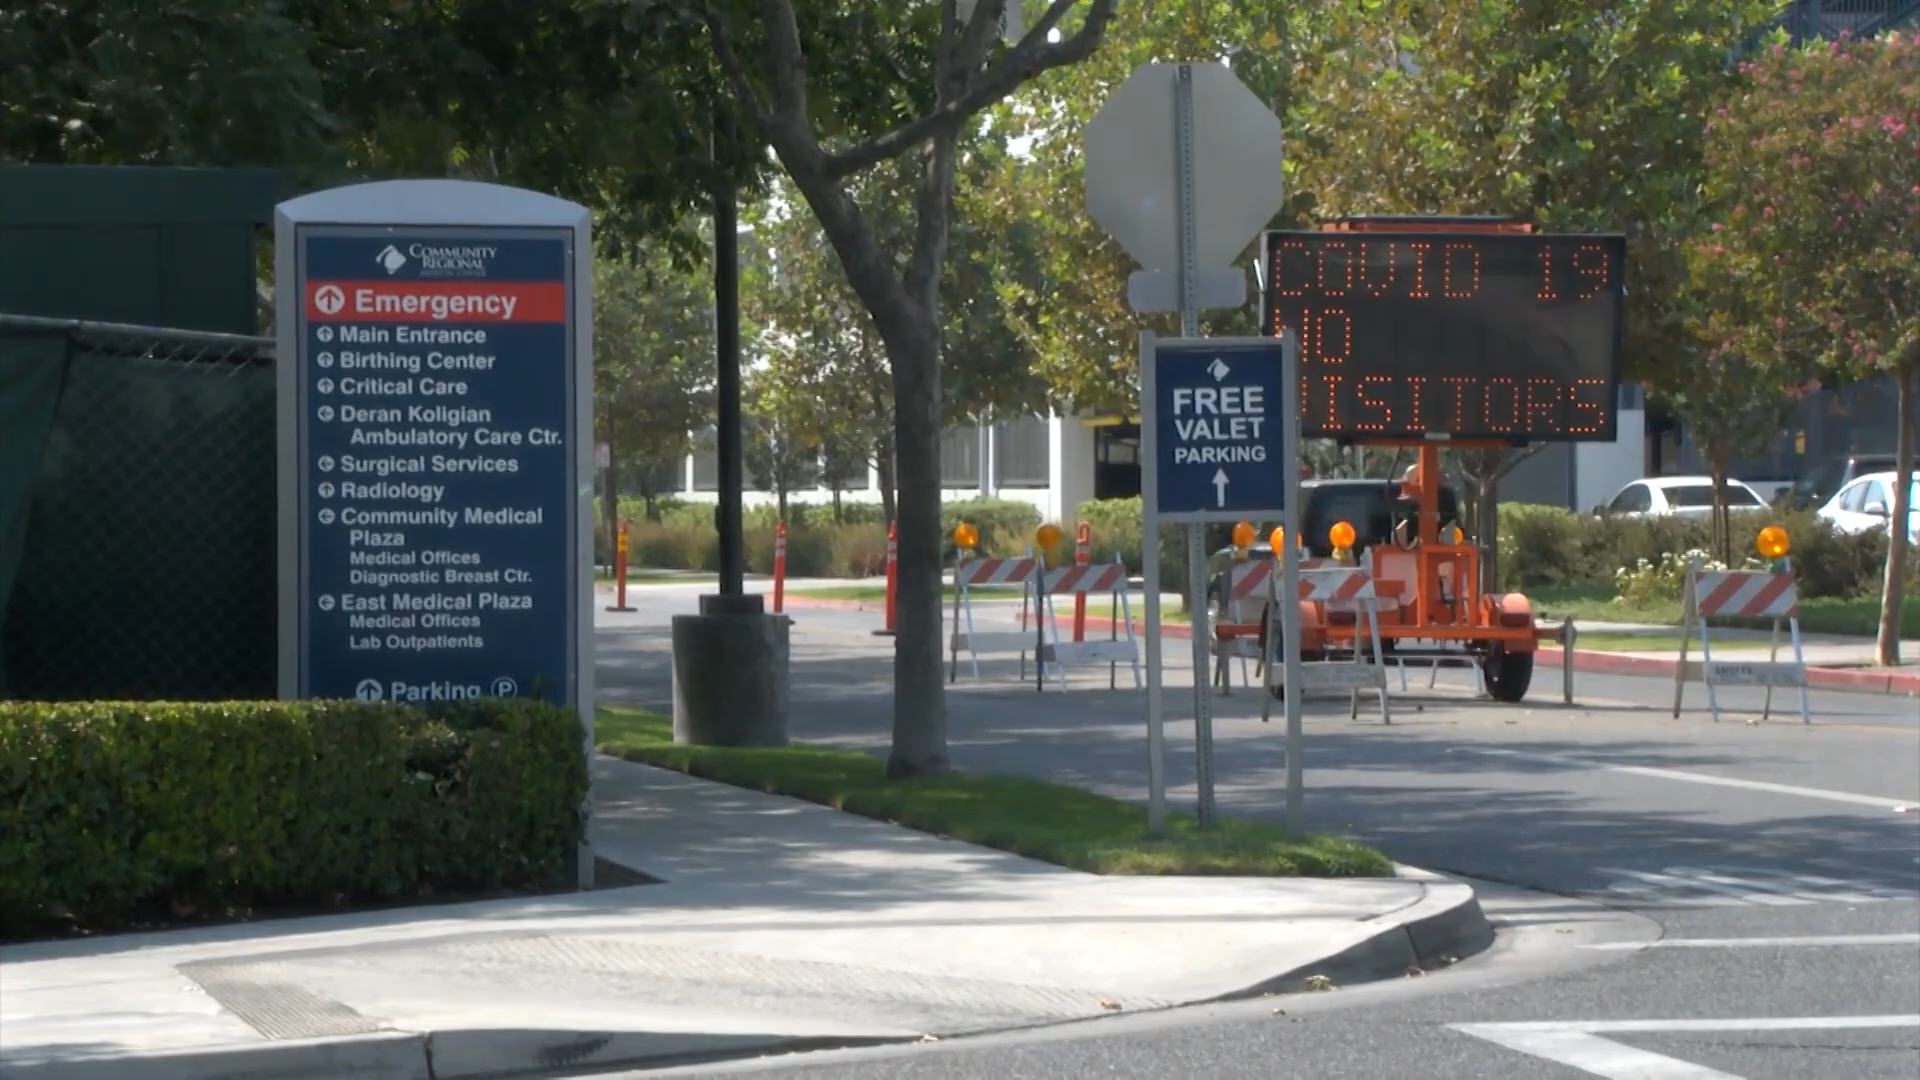 COMMUNITY
REGIONAL
MEDICAL CENTER
Emergency
Main Entrance
Birthing Center
Critical Care
Deran Koligian
Ambulatory Care Ctr.
Surgical Services
Radiology
Community Medical
Plaza
Medical Offices
Diagnostic Breast Ctr.
East Medical Plaza
Medical Offices
Lab Outpatients
Parking P
FREE
VALET
PARKING
COVID 19
NO
VISITORS